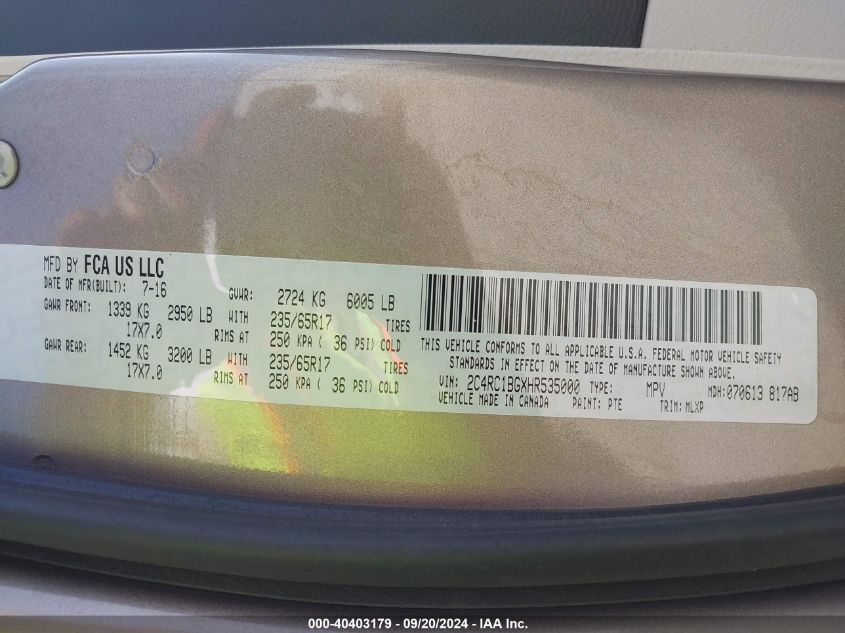 MFD BY FCA US LLC
DATE OF MFR(BUILT): 7-16 GVWR: 2724 KG 6005 LB
GAWR FRONT: 1339 KG 2950 LB WITH 235/65R17 TIRES
17X7.0 RIMS AT 250 KPA ( 36 PSI) COLD
GAWR REAR: 1452 KG 3200 LB WITH 235/65R17 TIRES
17X7.0 RIMS AT 250 KPA ( 36 PSI) COLD
THIS VEHICLE CONFORMS TO ALL APPLICABLE U.S.A. FEDERAL MOTOR VEHICLE SAFETY
STANDARDS IN EFFECT ON THE DATE OF MANUFACTURE SHOWN ABOVE.
VIN: 2C4RC1BGXHR535000 TYPE: MPV MDH:070613 817AB
VEHICLE MADE IN CANADA PAINT: PTE TRIM: MLXP
000-40403179 - 09/20/2024 - IAA Inc.